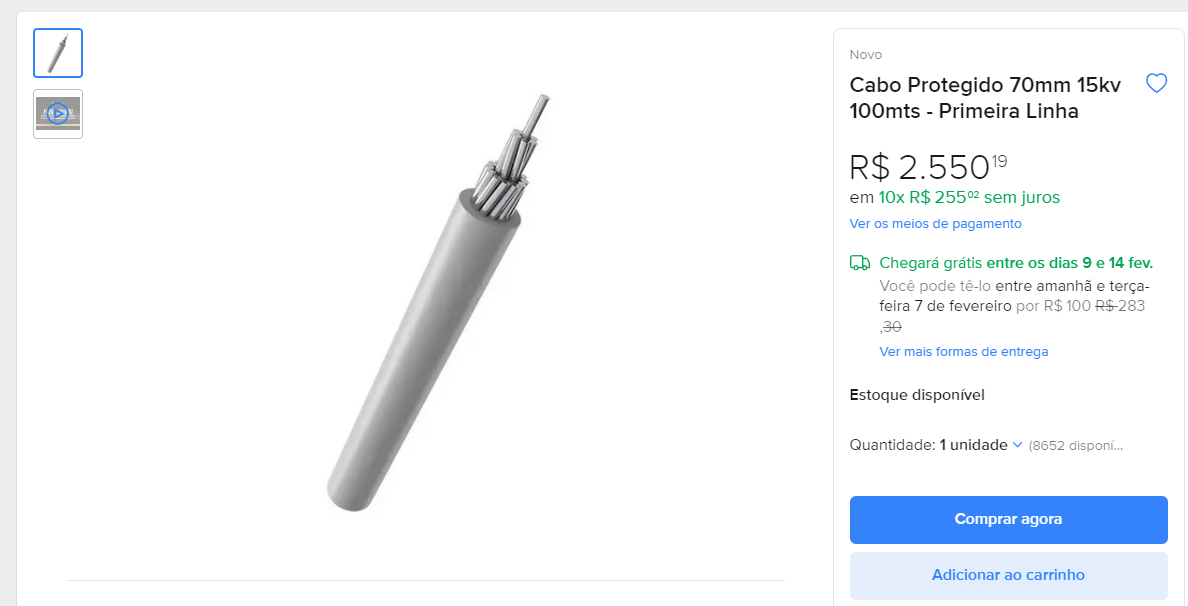 Novo
Cabo Protegido 70mm 15kv
100mts - Primeira Linha
R$ 2.550 19
em 10x R$ 255 02 sem juros
Ver os meios de pagamento
Chegará grátis entre os dias 9 e 14 fev.
Você pode tê-lo entre amanhã e terça-
feira 7 de fevereiro por R$ 100 R$ 283
,30
Ver mais formas de entrega
Estoque disponível
Quantidade: 1 unidade (8652 disponí...
Comprar agora
Adicionar ao carrinho